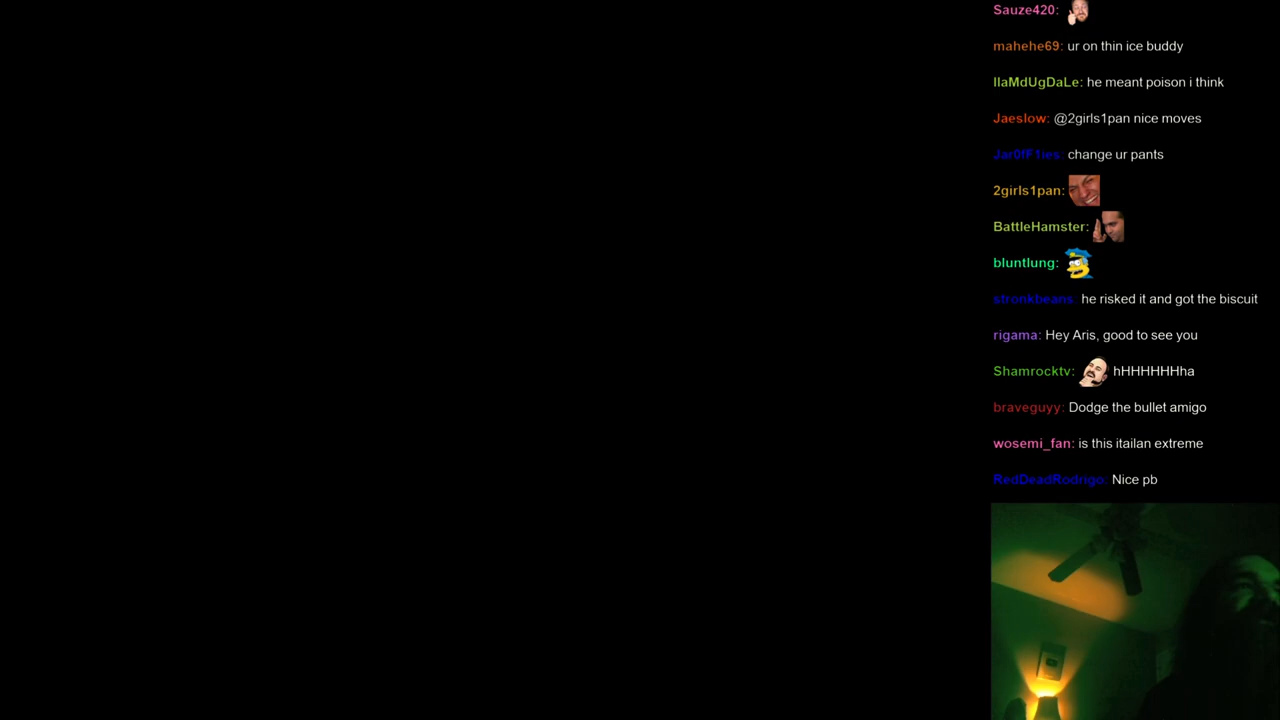 Sauze420:
mahehe69: ur on thin ice buddy
IlaMdUgDaLe: he meant poison i think
Jaeslow: @2girls1pan nice moves
Jar0fF1ies: change ur pants
2girls1pan:
BattleHamster:
bluntlung:
stronkbeans: he risked it and got the biscuit
rigama: Hey Aris, good to see you
Shamrocktv: hHHHHHHha
braveguyy: Dodge the bullet amigo
wosemi_fan: is this itailan extreme
RedDeadRodrigo: Nice pb